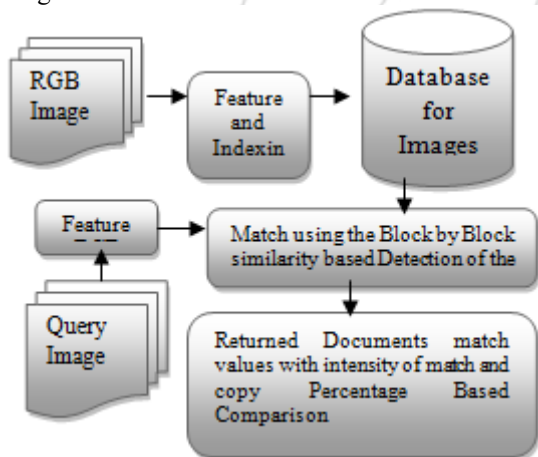 RGB
Image
Feature
and
Indexin
Database
for
Images
Feature
Match using the Block by Block
similarity based Detection of the
Query
Image
Returned Documents match
values with intensity of match and
copy Percentage Based
Comparison